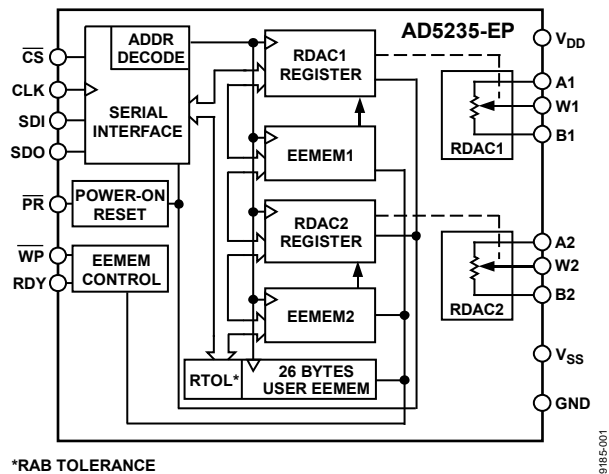 AD5235-EP
CS
CLK
SDI
SDO
PR
WP
RDY
ADDR
DECODE
SERIAL
INTERFACE
POWER-ON
RESET
EEMEM
CONTROL
RDAC1
REGISTER
EEMEM1
RDAC2
REGISTER
EEMEM2
RTOL*
26 BYTES
USER EEMEM
RDAC1
RDAC2
VDD
A1
W1
B1
A2
W2
B2
VSS
GND
*RAB TOLERANCE
9185-001